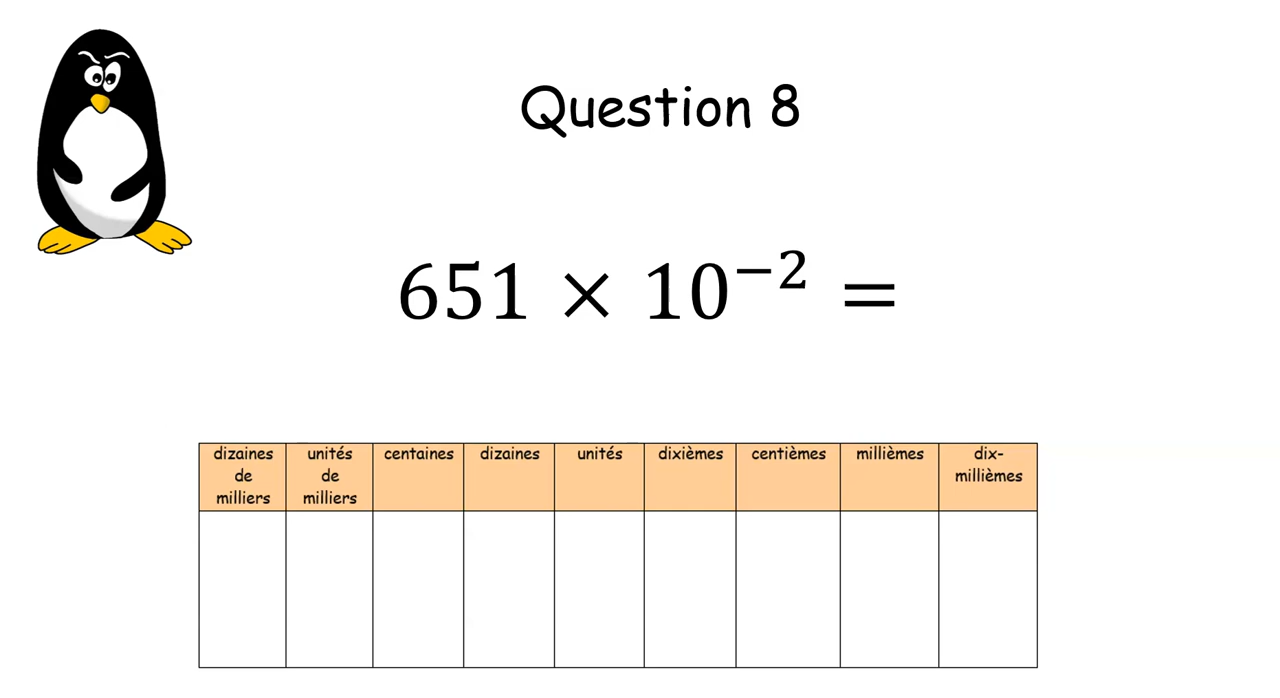 Question 8
651 × 10⁻² =
dizaines de milliers unités de milliers centaines dizaines unités dixièmes centièmes millièmes dix-millièmes